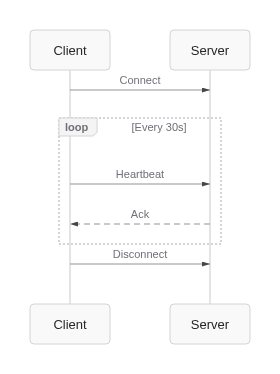 Client Server
Connect
loop [Every 30s]
Heartbeat
Ack
Disconnect
Client Server